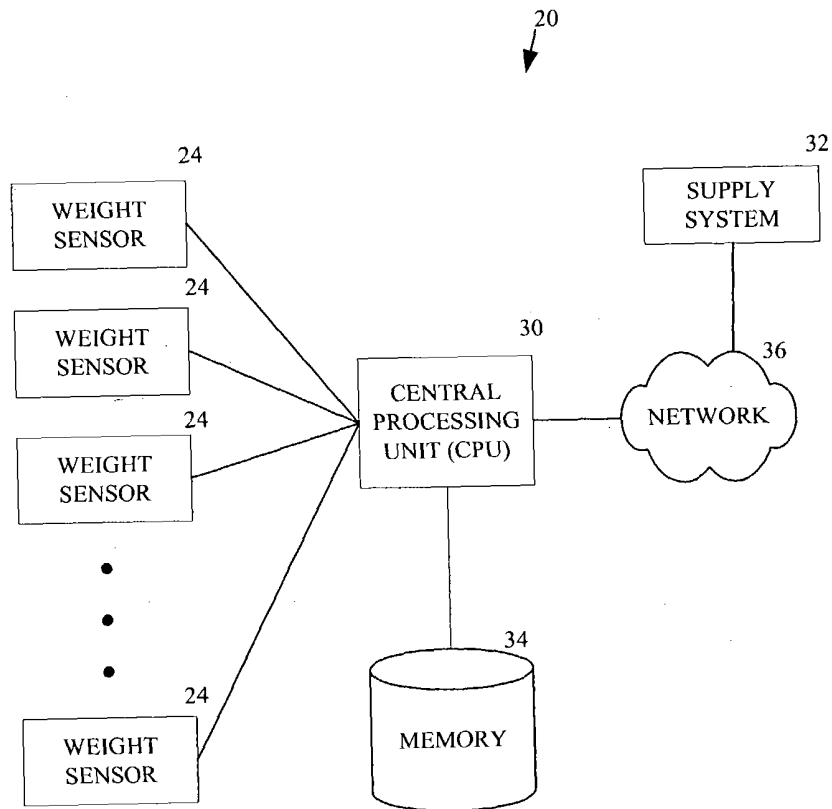 20
24
WEIGHT
SENSOR
32
SUPPLY
SYSTEM
24
WEIGHT
SENSOR
30
CENTRAL
PROCESSING
UNIT (CPU)
36
NETWORK
24
WEIGHT
SENSOR
34
MEMORY
24
WEIGHT
SENSOR